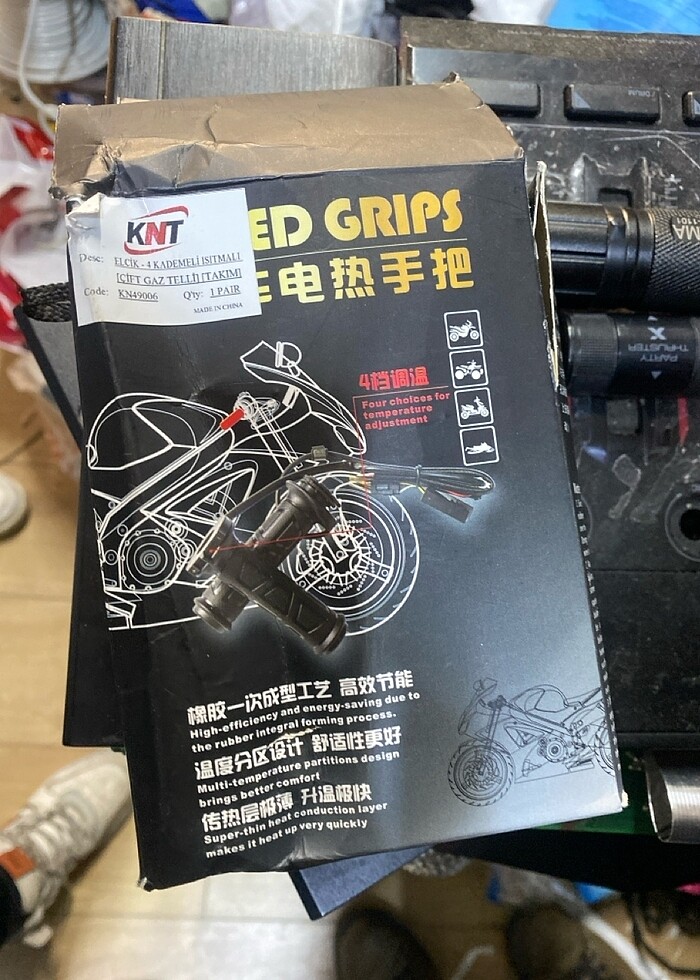 KNT
Desc: ELÇİK - 4 KADEMELİ ISITMALI
[ÇİFT GAZ TELLİ] [TAKIM]
Code: KN49006 Q'ty: 1 PAIR
MADE IN CHINA
ED GRIPS
电热手把
4档调温
Four choices for
temperature
adjustment
橡胶一次成型工艺 高效节能
High-efficiency and energy-saving due to
the rubber integral forming process.
温度分区设计 舒适性更好
Multi-temperature partitions design
brings better comfort
传热层极薄 升温极快
Super-thin heat conduction layer
makes it heat up very quickly
DRUM
MA
PARTY
THRUSTER
X